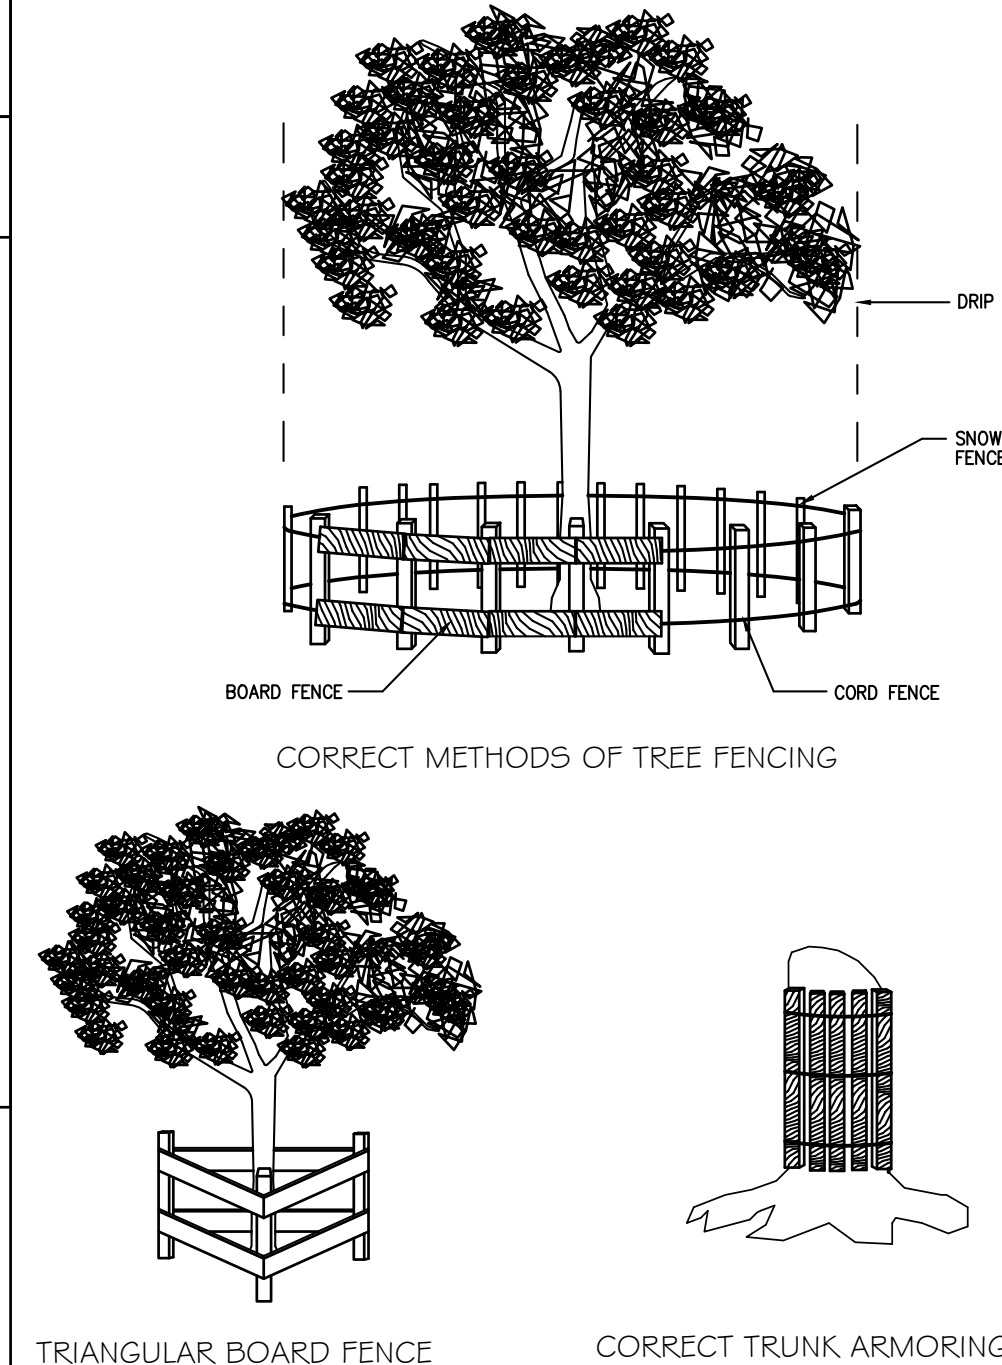 DRIP
SNOW
FENCE
BOARD FENCE
CORD FENCE
CORRECT METHODS OF TREE FENCING
TRIANGULAR BOARD FENCE
CORRECT TRUNK ARMORING